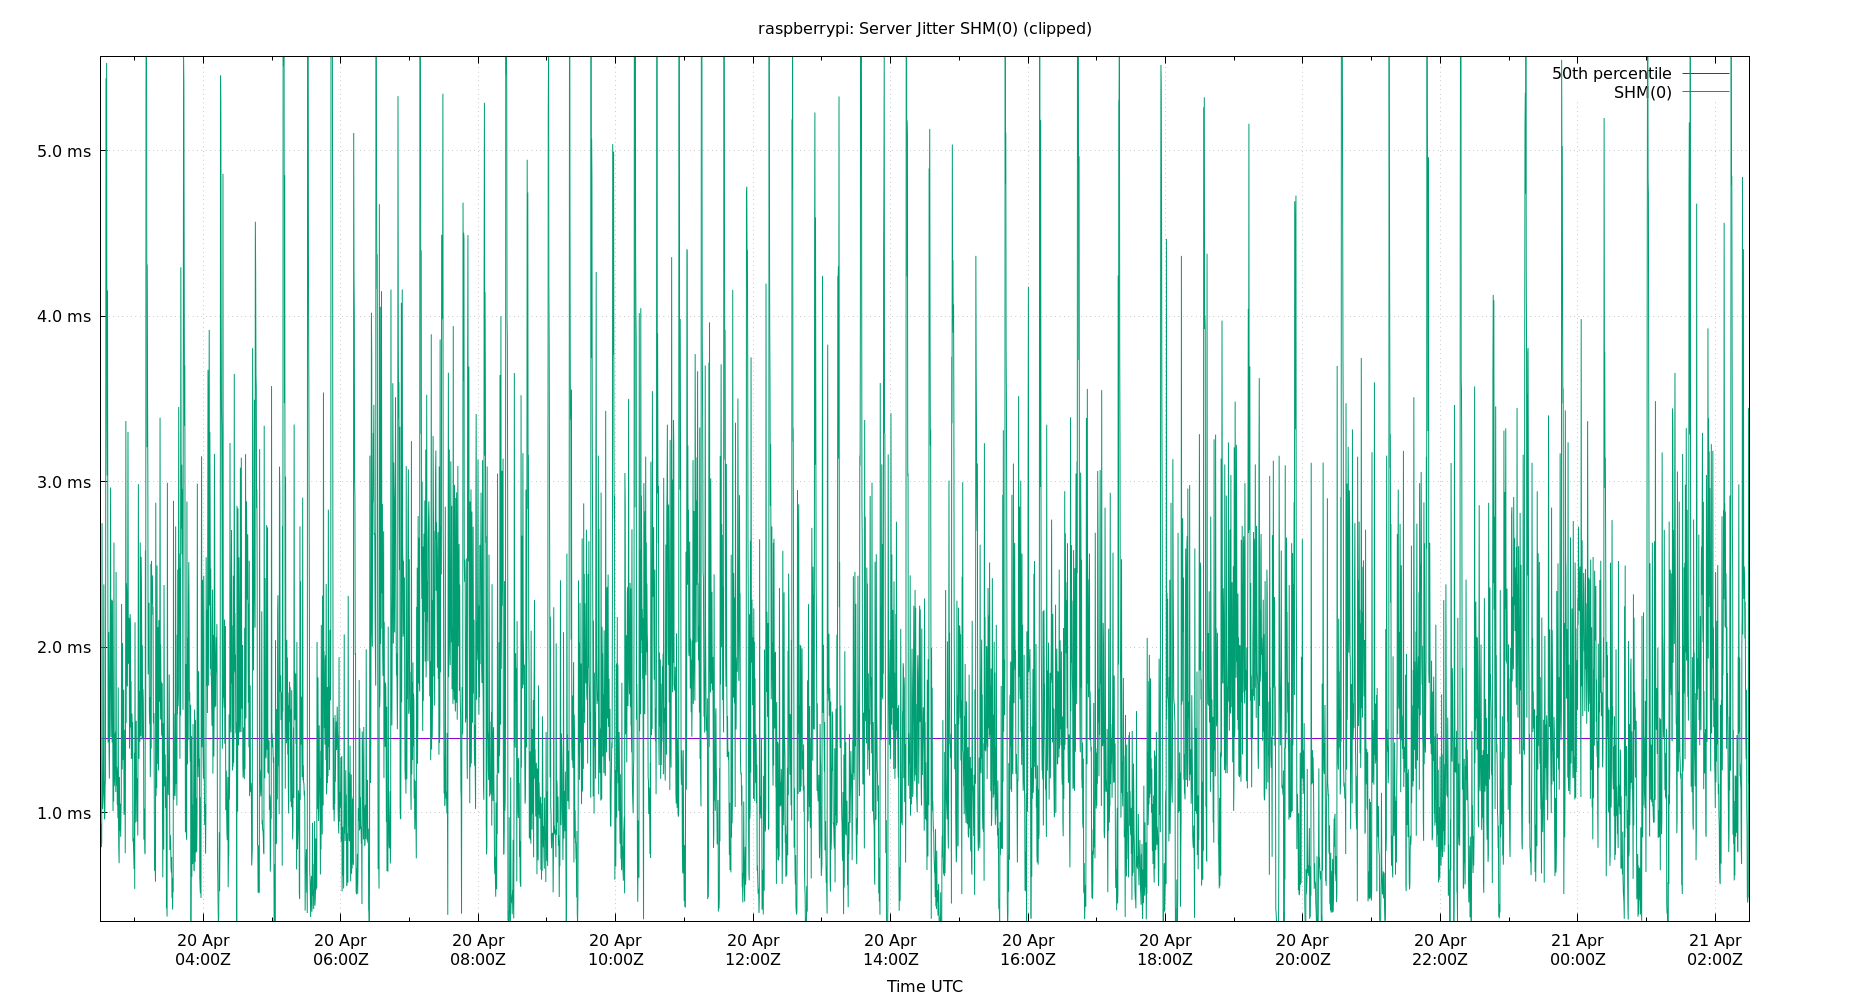 raspberrypi: Server Jitter SHM(0) (clipped)
50th percentile
SHM(0)
5.0 ms
4.0 ms
3.0 ms
2.0 ms
1.0 ms
20 Apr 20 Apr 20 Apr 20 Apr 20 Apr 20 Apr 20 Apr 20 Apr 20 Apr 20 Apr 21 Apr 21 Apr
04:00Z 06:00Z 08:00Z 10:00Z 12:00Z 14:00Z 16:00Z 18:00Z 20:00Z 22:00Z 00:00Z 02:00Z
Time UTC